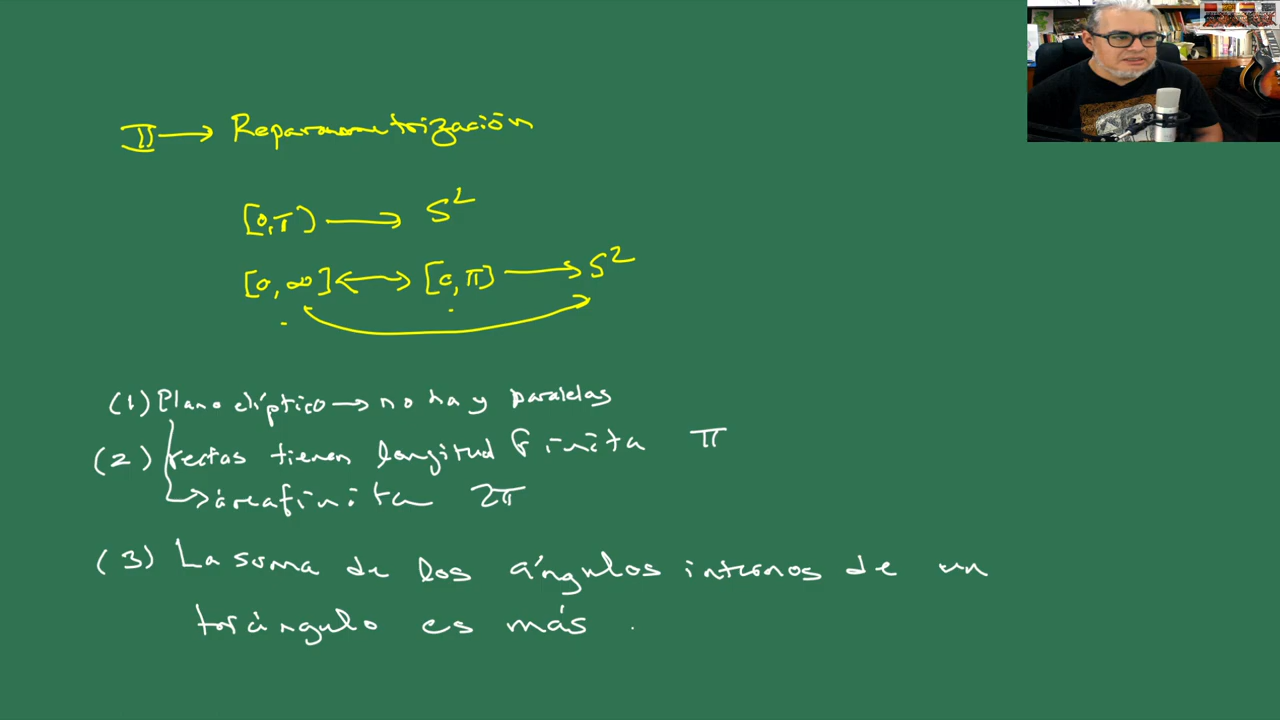 II → Reparametrización
[0, π) → S²
[0, ∞] ↔ [0, π] → S²
(1) Plano elíptico → no hay paralelas
(2) rectas tienen longitud finita π
→ área finita 2π
(3) La suma de los ángulos internos de un
triángulo es más